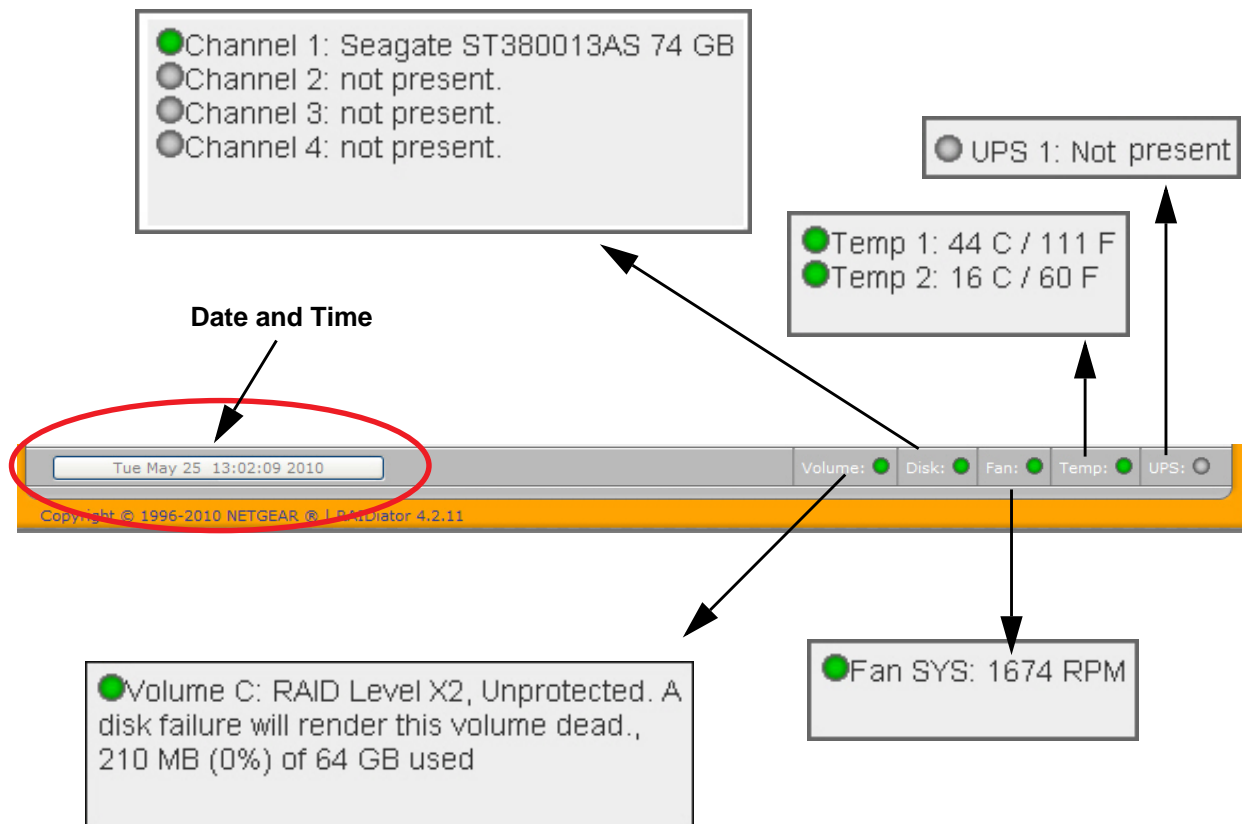 Channel 1: Seagate ST380013AS 74 GB
Channel 2: not present.
Channel 3: not present.
Channel 4: not present.
UPS 1: Not present
Temp 1: 44 C / 111 F
Temp 2: 16 C / 60 F
Date and Time
Tue May 25 13:02:09 2010
Volume: Disk: Fan: Temp: UPS:
Copyright © 1996-2010 NETGEAR ® | RAIDiator 4.2.11
Volume C: RAID Level X2, Unprotected. A
disk failure will render this volume dead.,
210 MB (0%) of 64 GB used
Fan SYS: 1674 RPM